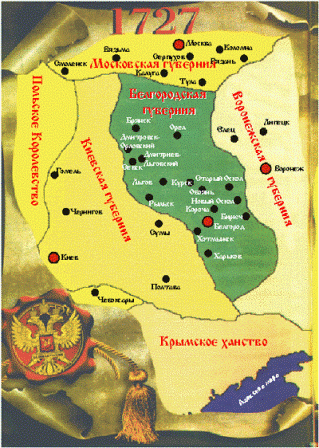 1727
Москва
Коломна
Вязьма
Серпухов
Рязань
Смоленск
Московская губерния
Калуга
Тула
Белгородская
губерния
Польское Королевство
Киевская губерния
Воронежская губерния
Брянск
Орел
Дмитровск-
Орловский
Елец
Липецк
Дмитриев-
Льговский
Севск
Воронеж
Гомель
Льгов
Курск
Старый Оскол
Обоянь
Рыльск
Новый Оскол
Короча
Чернигов
Бирюч
Белгород
Сумы
Хотмыжск
Харьков
Киев
Полтава
Крымское ханство
Азовское море